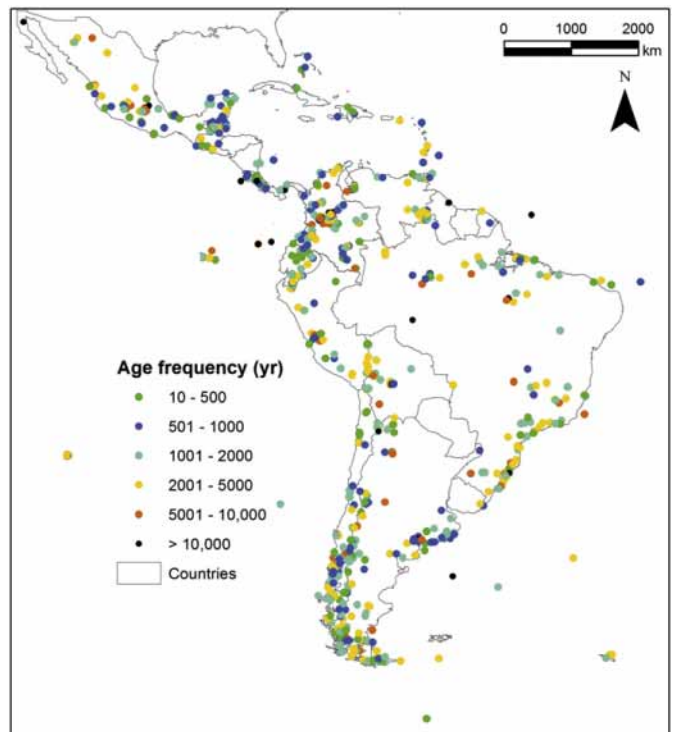 0 1000 2000
km
N
Age frequency (yr)
10 - 500
501 - 1000
1001 - 2000
2001 - 5000
5001 - 10,000
> 10,000
Countries